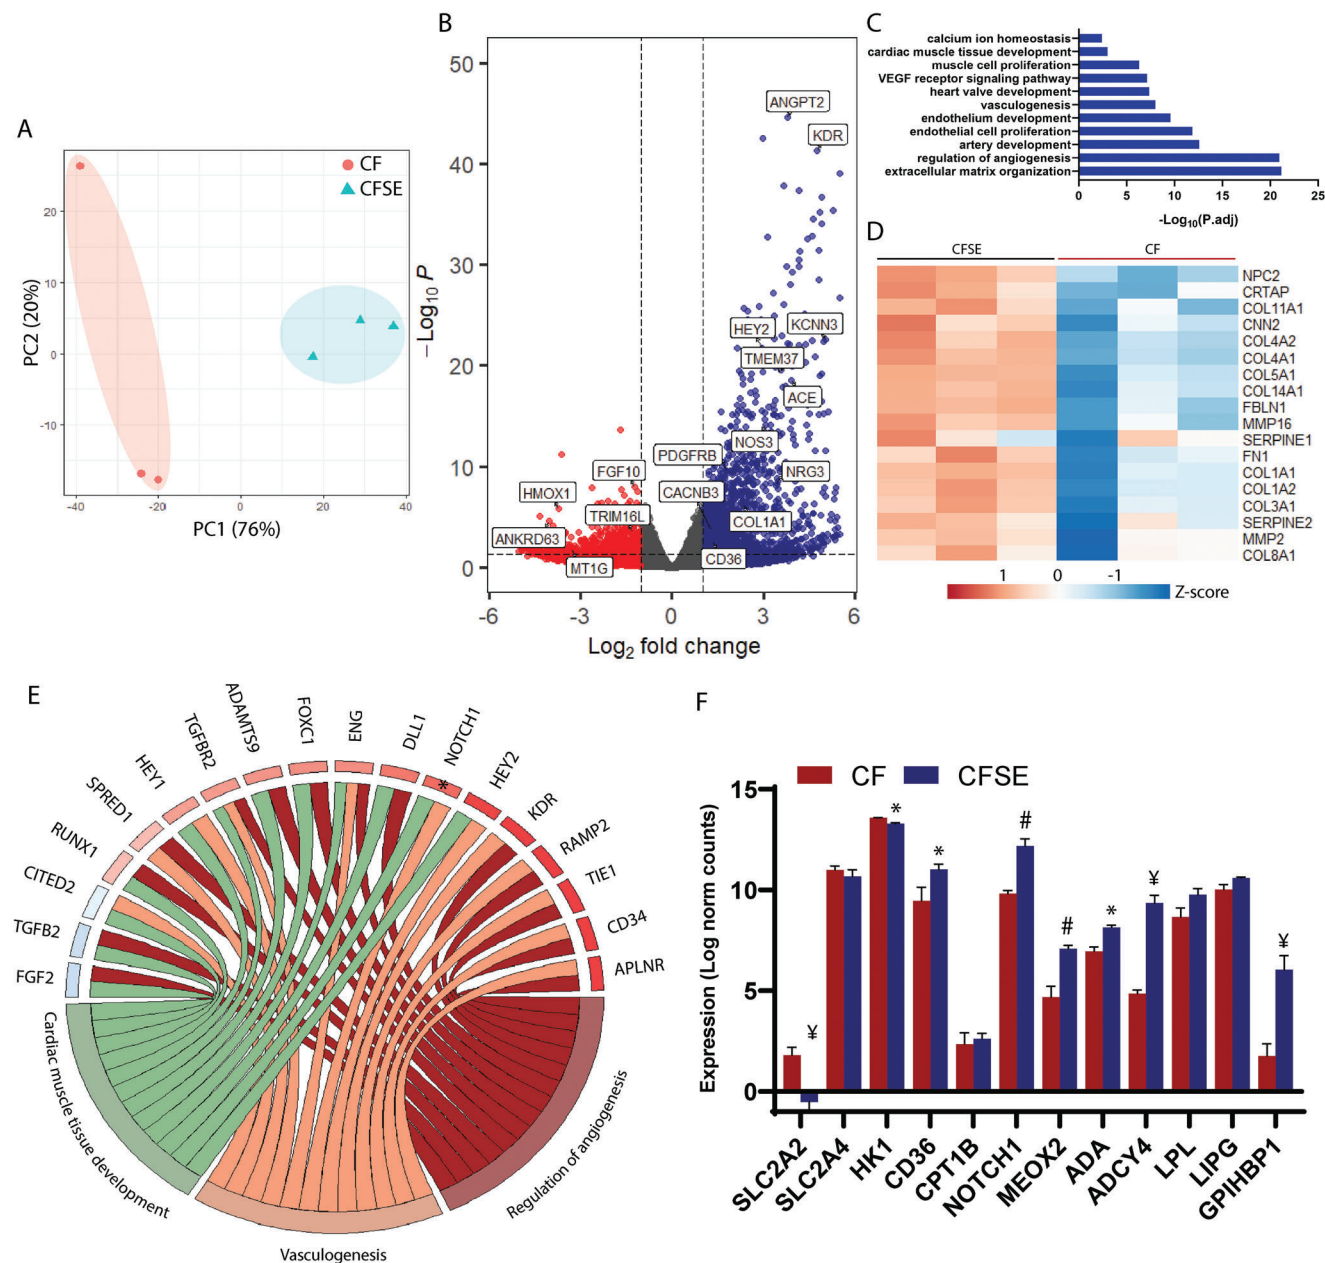 A
CF
CFSE
20
10
0
-10
PC2 (20%)
-40
-20
0
20
40
PC1 (76%)
B
50
40
30
20
10
0
−Log10 P
ANGPT2
KDR
HEY2
KCNN3
TMEM37
ACE
NOS3
PDGFRB
NRG3
FGF10
CACNB3
HMOX1
TRIM16L
COL1A1
ANKRD63
CD36
MT1G
-6
-3
0
3
6
Log2 fold change
C
calcium ion homeostasis
cardiac muscle tissue development
muscle cell proliferation
VEGF receptor signaling pathway
heart valve development
vasculogenesis
endothelium development
endothelial cell proliferation
artery development
regulation of angiogenesis
extracellular matrix organization
0
5
10
15
20
25
-Log10(P.adj)
D
CFSE
CF
NPC2
CRTAP
COL11A1
CNN2
COL4A2
COL4A1
COL5A1
COL14A1
FBLN1
MMP16
SERPINE1
FN1
COL1A1
COL1A2
COL3A1
SERPINE2
MMP2
COL8A1
1
0
-1
Z-score
E
FGF2
TGFB2
CITED2
RUNX1
SPRED1
HEY1
TGFBR2
ADAMTS9
FOXC1
ENG
DLL1
NOTCH1
*
HEY2
KDR
RAMP2
TIE1
CD34
APLNR
Cardiac muscle tissue development
Vasculogenesis
Regulation of angiogenesis
F
CF
CFSE
15
10
5
0
Expression (Log norm counts)
¥
*
*
#
#
*
¥
¥
SLC2A2
SLC2A4
HK1
CD36
CPT1B
NOTCH1
MEOX2
ADA
ADCY4
LPL
LIPG
GPIHBP1